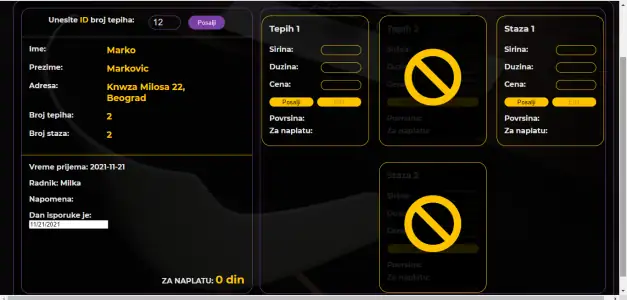 Unesite ID broj tepiha: 12 Posalji
Ime: Marko
Prezime: Markovic
Adresa: Knwza Milosa 22,
Beograd
Broj tepiha: 2
Broj staza: 2
Vreme prijema: 2021-11-21
Radnik: Milka
Napomena:
Dan isporuke je:
11/21/2021
ZA NAPLATU: 0 din
Tepih 1
Sirina:
Duzina:
Cena:
Posalji Edit
Povrsina:
Za naplatu:
Tepih 2
Sirina:
Duzina:
Cena:
Povrsina:
Za naplatu:
Staza 1
Sirina:
Duzina:
Cena:
Posalji Edit
Povrsina:
Za naplatu:
Staza 2
Sirina:
Duzina:
Cena:
Povrsina:
Za naplatu: